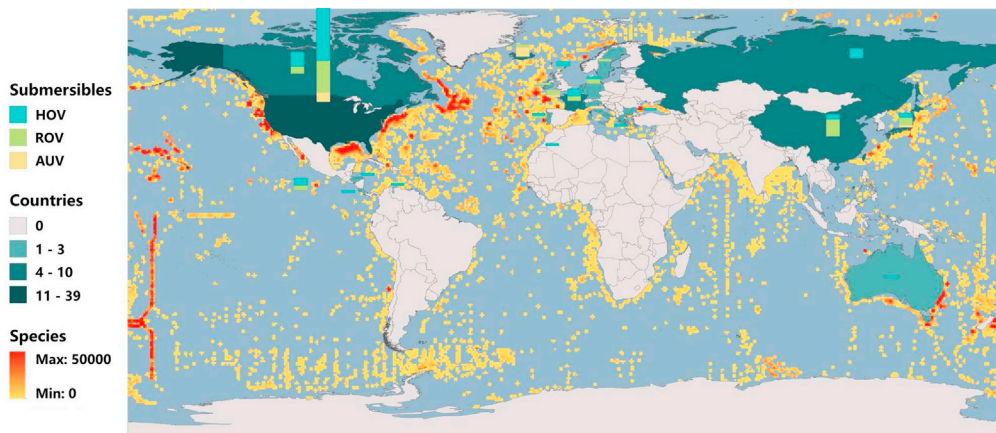 Submersibles
HOV
ROV
AUV
Countries
0
1 - 3
4 - 10
11 - 39
Species
Max: 50000
Min: 0